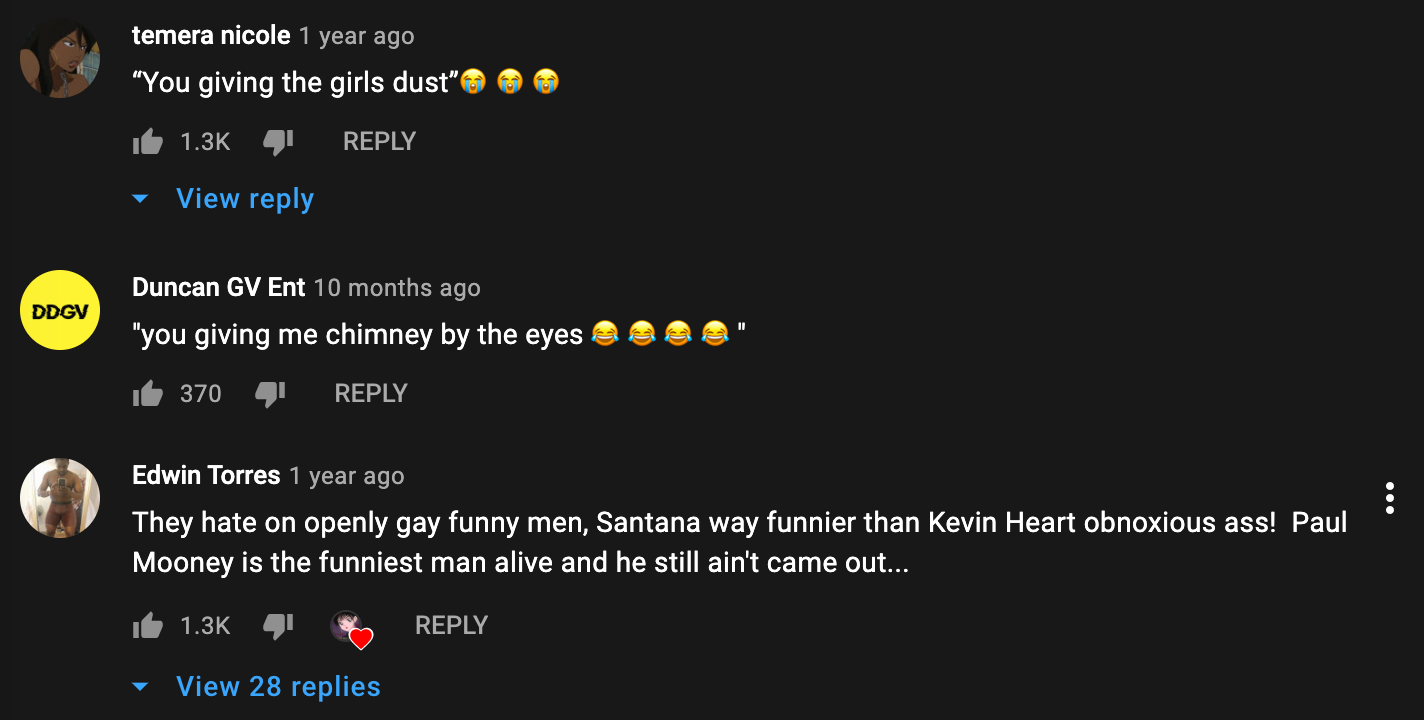 temera nicole 1 year ago
“You giving the girls dust”😭 😭 😭
1.3K REPLY
View reply
DDGV
Duncan GV Ent 10 months ago
"you giving me chimney by the eyes 😂 😂 😂 😂 "
370 REPLY
Edwin Torres 1 year ago
They hate on openly gay funny men, Santana way funnier than Kevin Heart obnoxious ass!  Paul
Mooney is the funniest man alive and he still ain't came out...
1.3K REPLY
View 28 replies